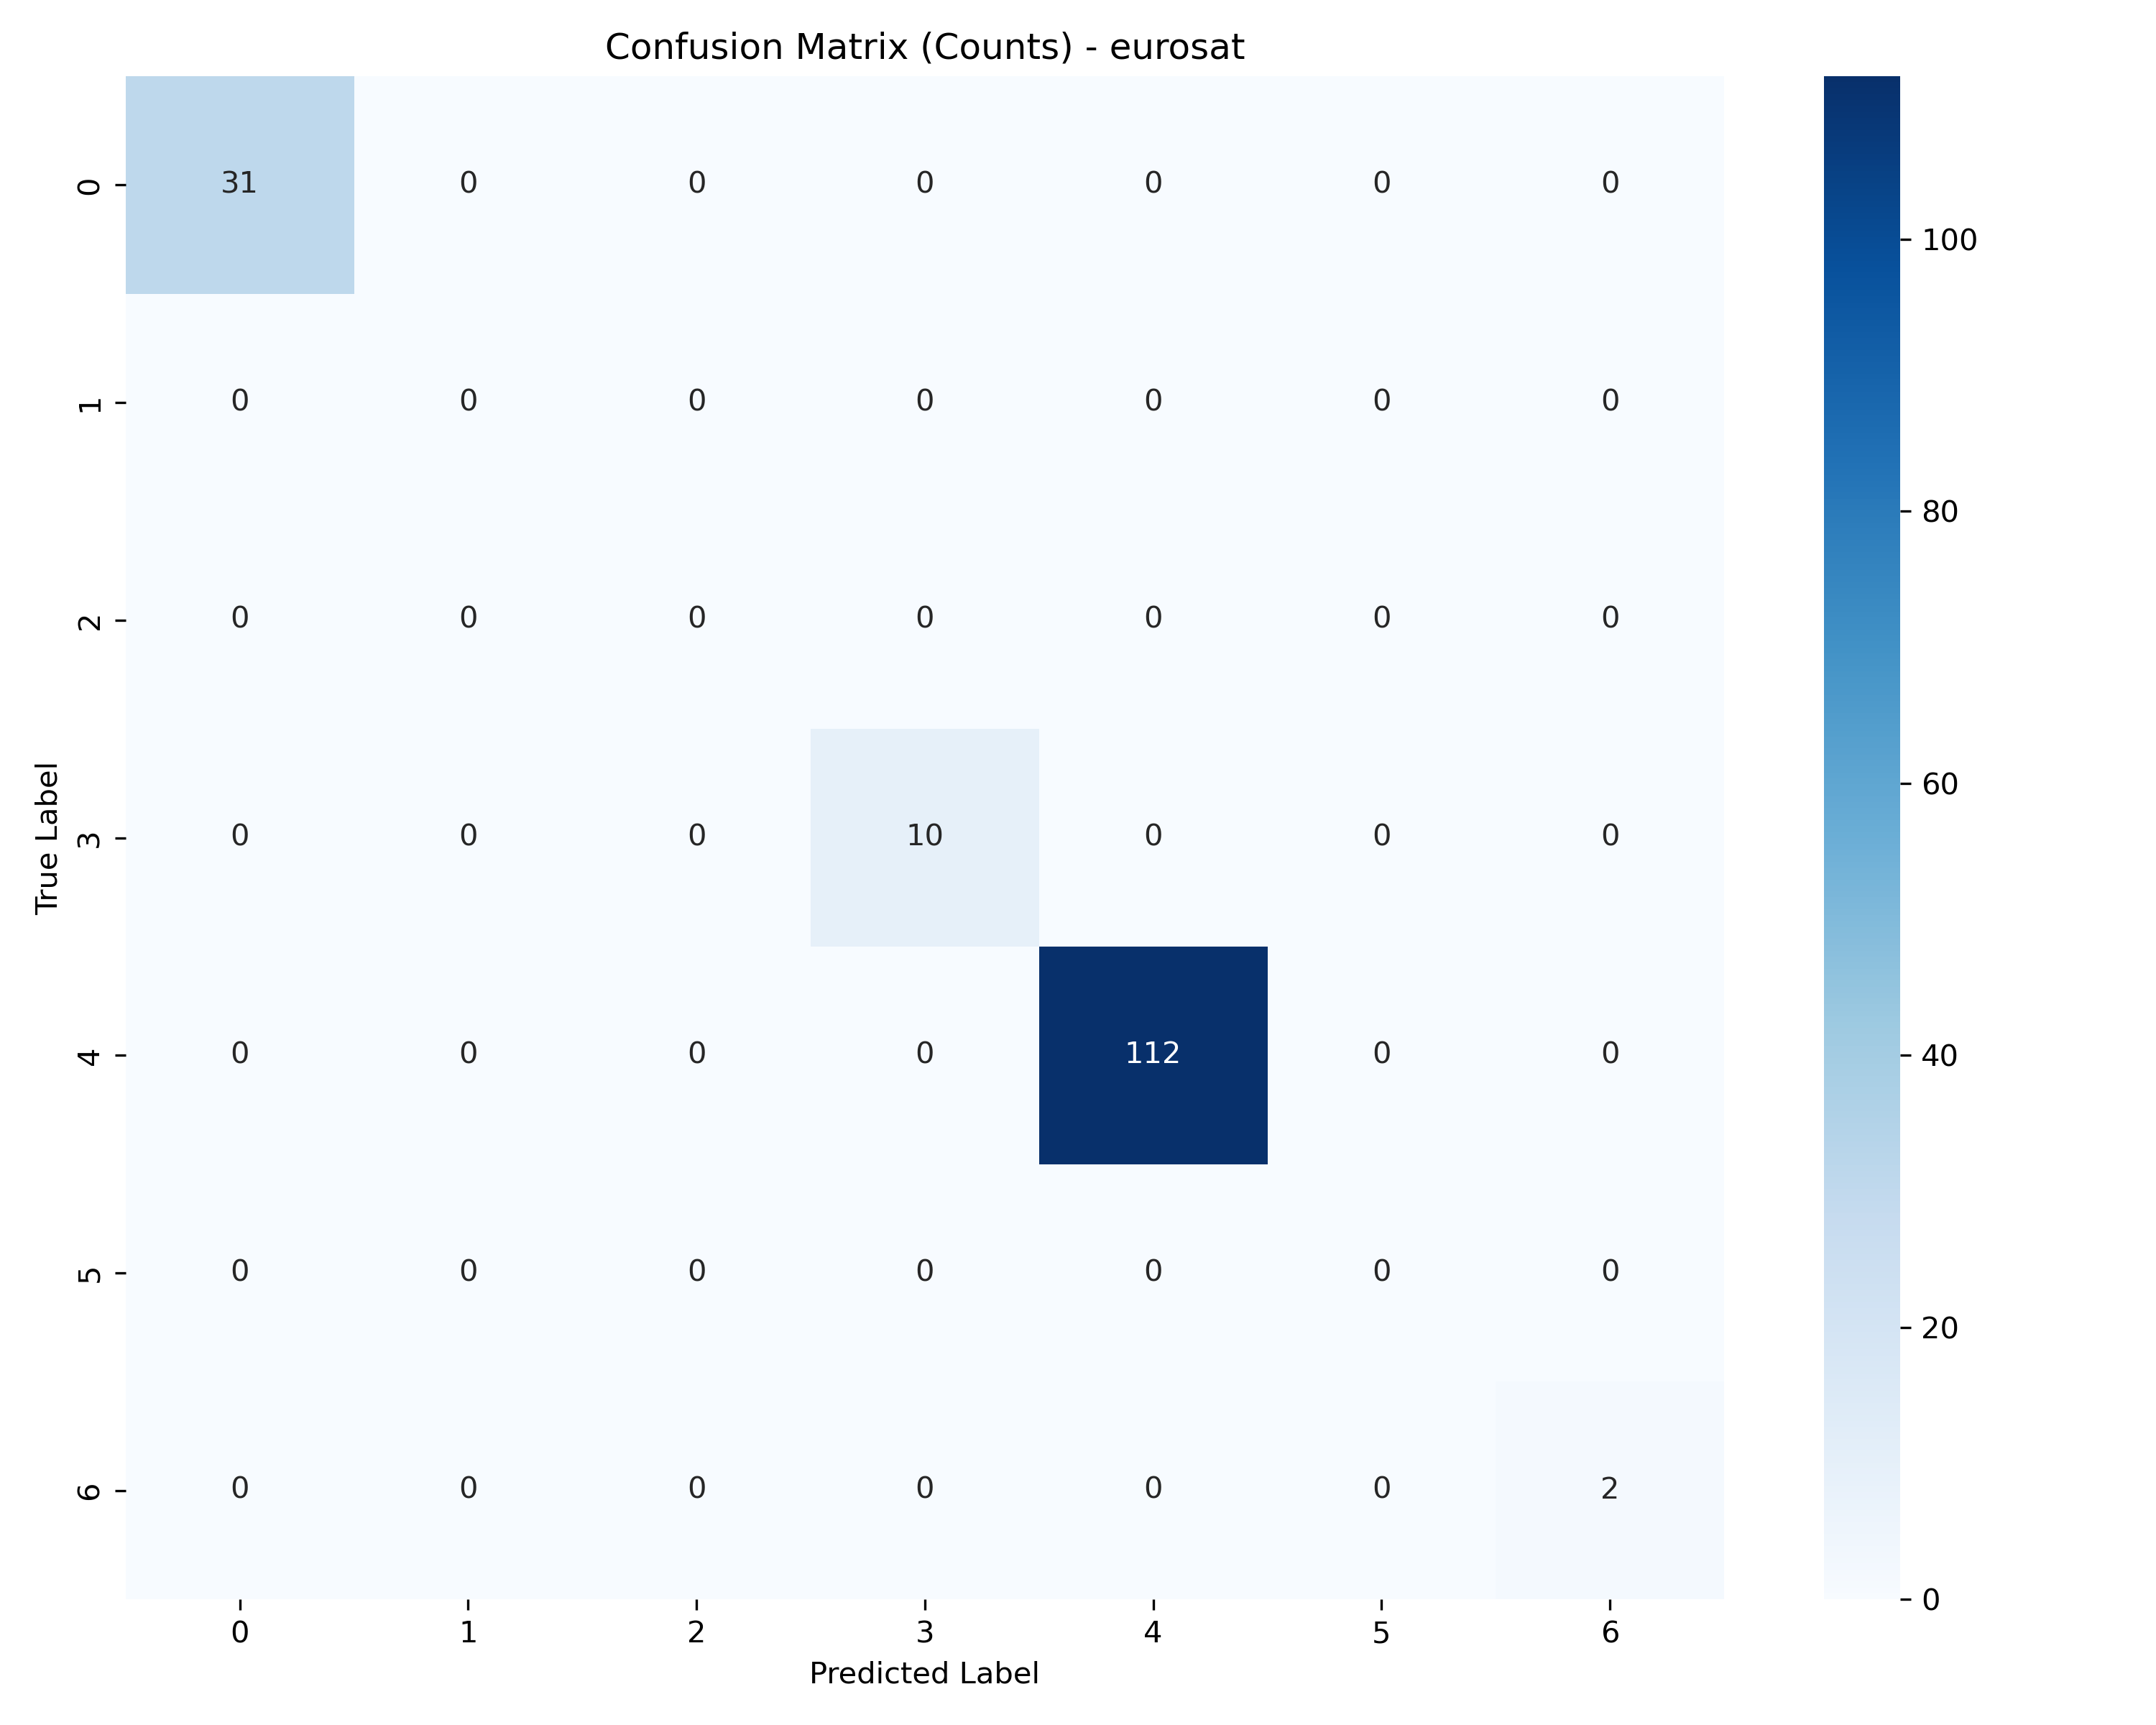 Confusion Matrix (Counts) - eurosat
0 31 0 0 0 0 0 0
1 0 0 0 0 0 0 0
2 0 0 0 0 0 0 0
3 0 0 0 10 0 0 0
4 0 0 0 0 112 0 0
5 0 0 0 0 0 0 0
6 0 0 0 0 0 0 2
0 1 2 3 4 5 6
Predicted Label
True Label
100
80
60
40
20
0